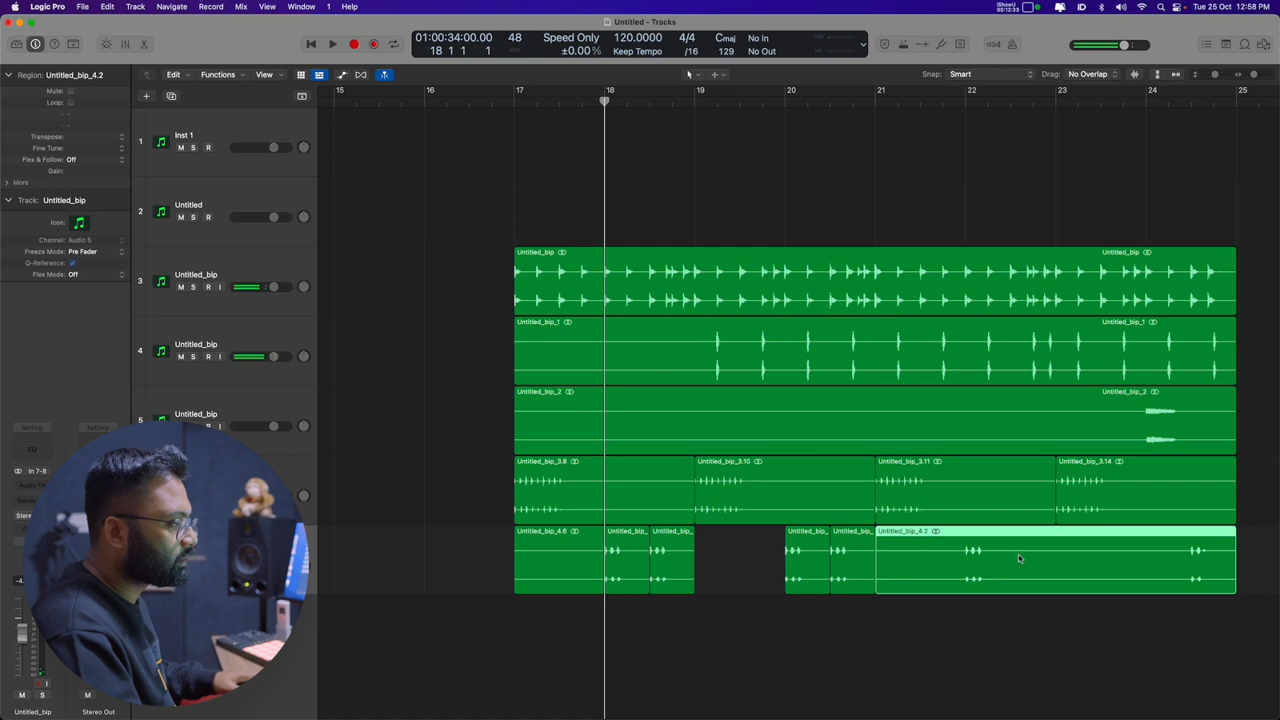 Logic Pro File Edit Track Navigate Record Mix View Window 1 Help
iShowU
00:12:33
Tue 25 Oct 12:58 PM
Untitled - Tracks
01:00:34:00.00 48 Speed Only 120.0000 4/4 Cmaj No In
18 1 1 1 ±0.00% Keep Tempo /16 129 No Out
1234
Region: Untitled_bip_4.2
Edit Functions View
Snap: Smart Drag: No Overlap
Mute:
Loop:
Transpose:
Fine Tune:
Flex & Follow: Off
Gain:
More
15 16 17 18 19 20 21 22 23 24 25
Track: Untitled_bip
Icon:
Channel: Audio 5
Freeze Mode: Pre Fader
Q-Reference:
Flex Mode: Off
1 Inst 1
M S R
2 Untitled
M S R
3 Untitled_bip
M S R I
Untitled_bip Untitled_bip
4 Untitled_bip
M S R I
Untitled_bip_1 Untitled_bip_1
5 Untitled_bip
Untitled_bip_2 Untitled_bip_2
Untitled_bip_3.8 Untitled_bip_3.10 Untitled_bip_3.11 Untitled_bip_3.14
Untitled_bip_4.6 Untitled_bip_ Untitled_bip_ Untitled_bip_ Untitled_bip_ Untitled_bip_4.2
Setting Setting
EQ
In 7-8
Audio FX
Stere
M S M
Untitled_bip Stereo Out